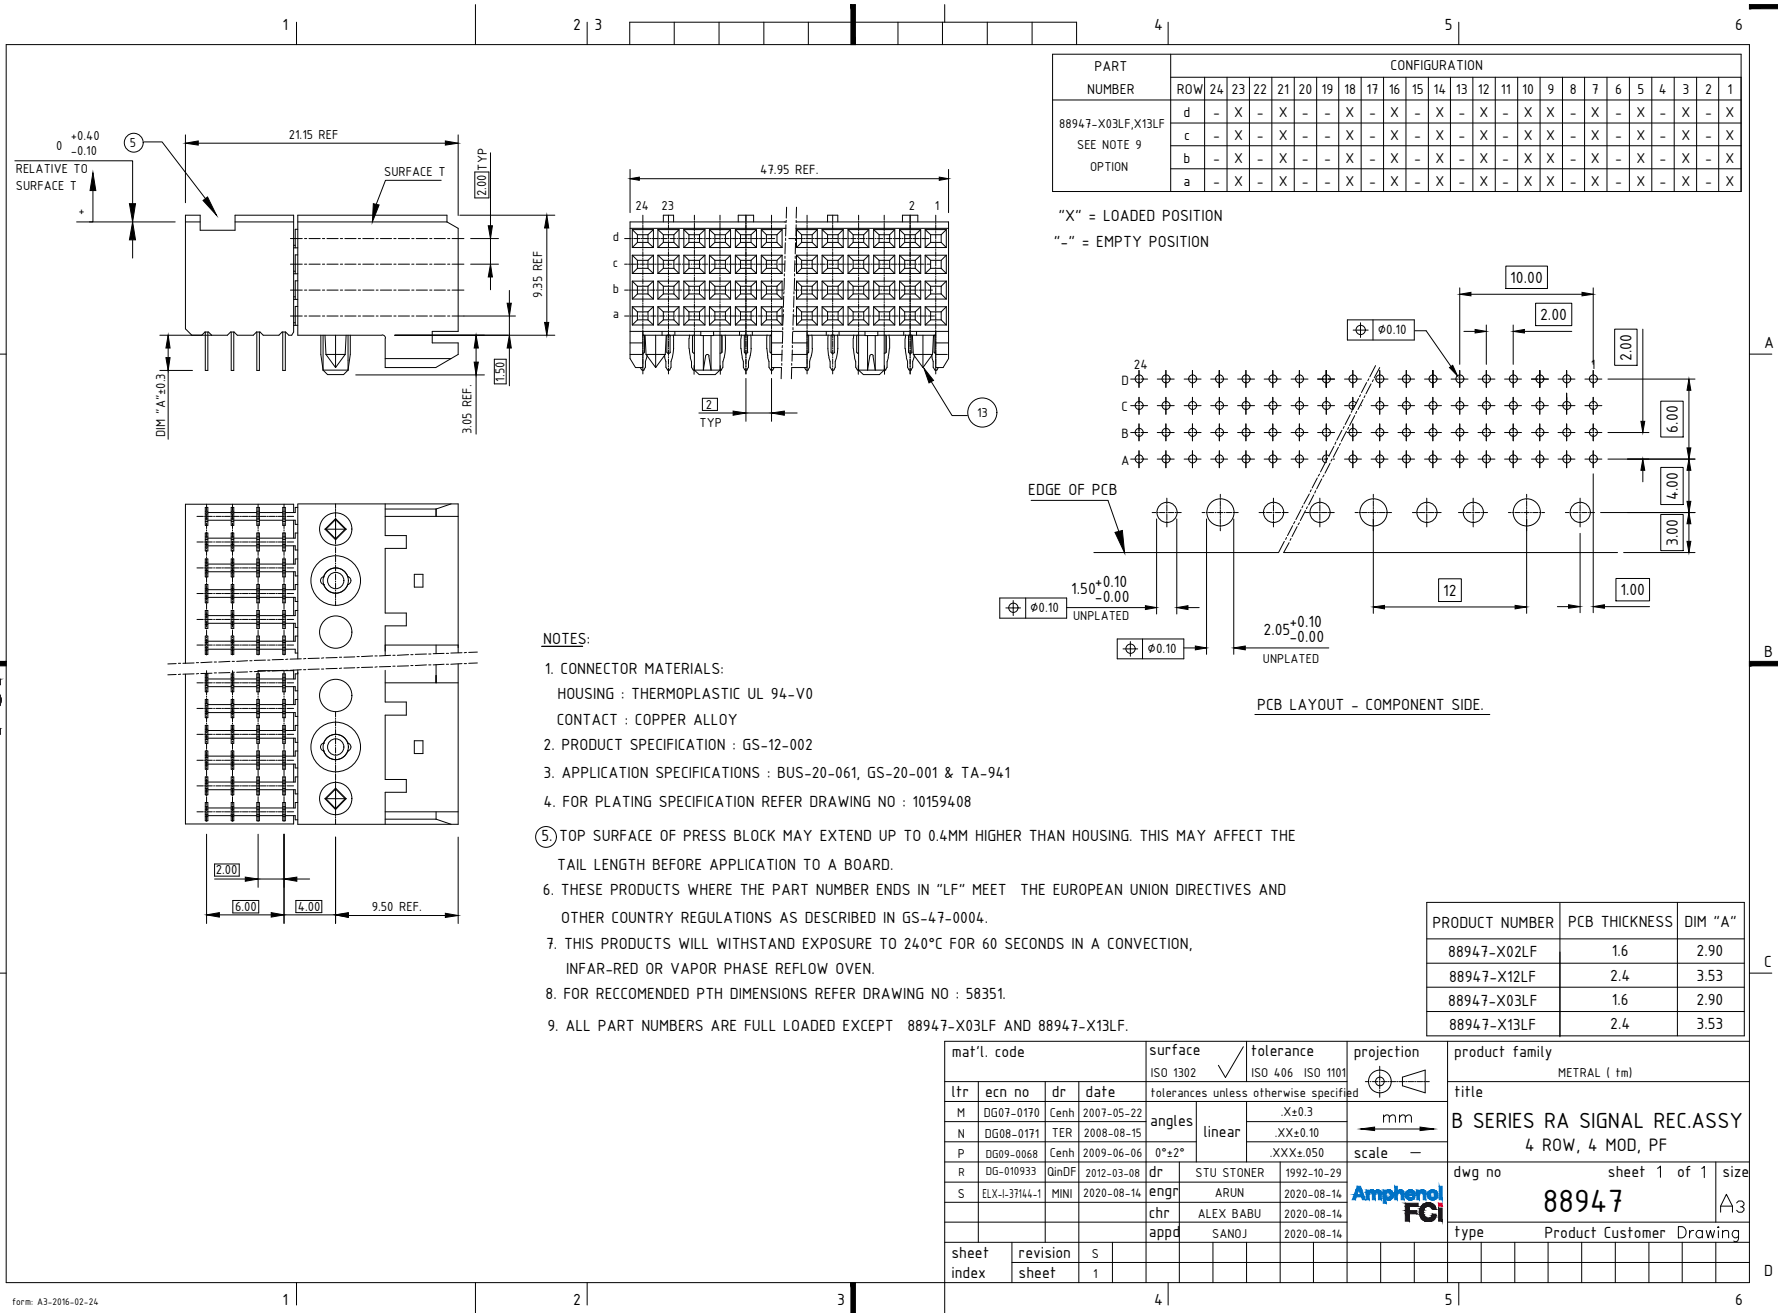 1 2 3 4 5 6
PART NUMBER CONFIGURATION
ROW 24 23 22 21 20 19 18 17 16 15 14 13 12 11 10 9 8 7 6 5 4 3 2 1
88947-X03LF,X13LF
SEE NOTE 9
OPTION
d - X - X - - X - X - X - X - X X - X - X - X - X
c - X - X - - X - X - X - X - X X - X - X - X - X
b - X - X - - X - X - X - X - X X - X - X - X - X
a - X - X - - X - X - X - X - X X - X - X - X - X
"X" = LOADED POSITION
"-" = EMPTY POSITION
0 +0.40 -0.10
RELATIVE TO
SURFACE T
+
5
21.15 REF
SURFACE T
2.00 TYP
9.35 REF
DIM "A"±0.3
3.05 REF.
1.50
47.95 REF.
24 23 2 1
d
c
b
a
2
TYP
13
10.00
2.00
⌖ ø0.10
2.00
24 1
D
C
B
A
6.00
4.00
3.00
EDGE OF PCB
1.50 +0.10 -0.00
UNPLATED
⌖ ø0.10
2.05 +0.10 -0.00
UNPLATED
⌖ ø0.10
12
1.00
PCB LAYOUT - COMPONENT SIDE.
2.00
6.00 4.00 9.50 REF.
NOTES:
1. CONNECTOR MATERIALS:
HOUSING : THERMOPLASTIC UL 94-V0
CONTACT : COPPER ALLOY
2. PRODUCT SPECIFICATION : GS-12-002
3. APPLICATION SPECIFICATIONS : BUS-20-061, GS-20-001 & TA-941
4. FOR PLATING SPECIFICATION REFER DRAWING NO : 10159408
5. TOP SURFACE OF PRESS BLOCK MAY EXTEND UP TO 0.4MM HIGHER THAN HOUSING. THIS MAY AFFECT THE
TAIL LENGTH BEFORE APPLICATION TO A BOARD.
6. THESE PRODUCTS WHERE THE PART NUMBER ENDS IN "LF" MEET THE EUROPEAN UNION DIRECTIVES AND
OTHER COUNTRY REGULATIONS AS DESCRIBED IN GS-47-0004.
7. THIS PRODUCTS WILL WITHSTAND EXPOSURE TO 240°C FOR 60 SECONDS IN A CONVECTION,
INFAR-RED OR VAPOR PHASE REFLOW OVEN.
8. FOR RECCOMENDED PTH DIMENSIONS REFER DRAWING NO : 58351.
9. ALL PART NUMBERS ARE FULL LOADED EXCEPT 88947-X03LF AND 88947-X13LF.
PRODUCT NUMBER PCB THICKNESS DIM "A"
88947-X02LF 1.6 2.90
88947-X12LF 2.4 3.53
88947-X03LF 1.6 2.90
88947-X13LF 2.4 3.53
mat'l. code
ltr ecn no dr date
M DG07-0170 Cenh 2007-05-22
N DG08-0171 TER 2008-08-15
P DG09-0068 Cenh 2009-06-06
R DG-010933 QinDF 2012-03-08
S ELX-I-37144-1 MINI 2020-08-14
surface
ISO 1302
tolerance
ISO 406 ISO 1101
tolerances unless otherwise specified
angles
0°±2°
linear
.X±0.3
.XX±0.10
.XXX±.050
dr STU STONER 1992-10-29
engr ARUN 2020-08-14
chr ALEX BABU 2020-08-14
appd SANOJ 2020-08-14
projection
mm
scale —
Amphenol
FCi
product family
METRAL ( tm)
title
B SERIES RA SIGNAL REC.ASSY
4 ROW, 4 MOD, PF
dwg no sheet 1 of 1 size
88947 A3
type Product Customer Drawing
sheet index
revision S
sheet 1
A
B
C
D
form: A3-2016-02-24
1 2 3 4 5 6